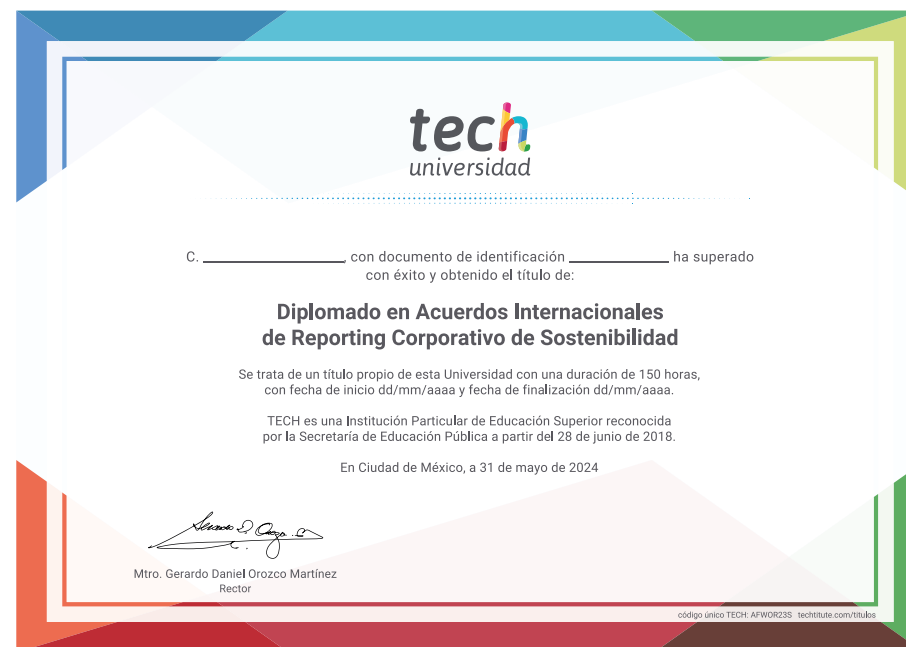 tech
universidad
C. ____________________, con documento de identificación ______________ ha superado
con éxito y obtenido el título de:
Diplomado en Acuerdos Internacionales
de Reporting Corporativo de Sostenibilidad
Se trata de un título propio de esta Universidad con una duración de 150 horas,
con fecha de inicio dd/mm/aaaa y fecha de finalización dd/mm/aaaa.
TECH es una Institución Particular de Educación Superior reconocida
por la Secretaría de Educación Pública a partir del 28 de junio de 2018.
En Ciudad de México, a 31 de mayo de 2024
Mtro. Gerardo Daniel Orozco Martínez
Rector
código único TECH: AFWOR23S techtitute.com/titulos